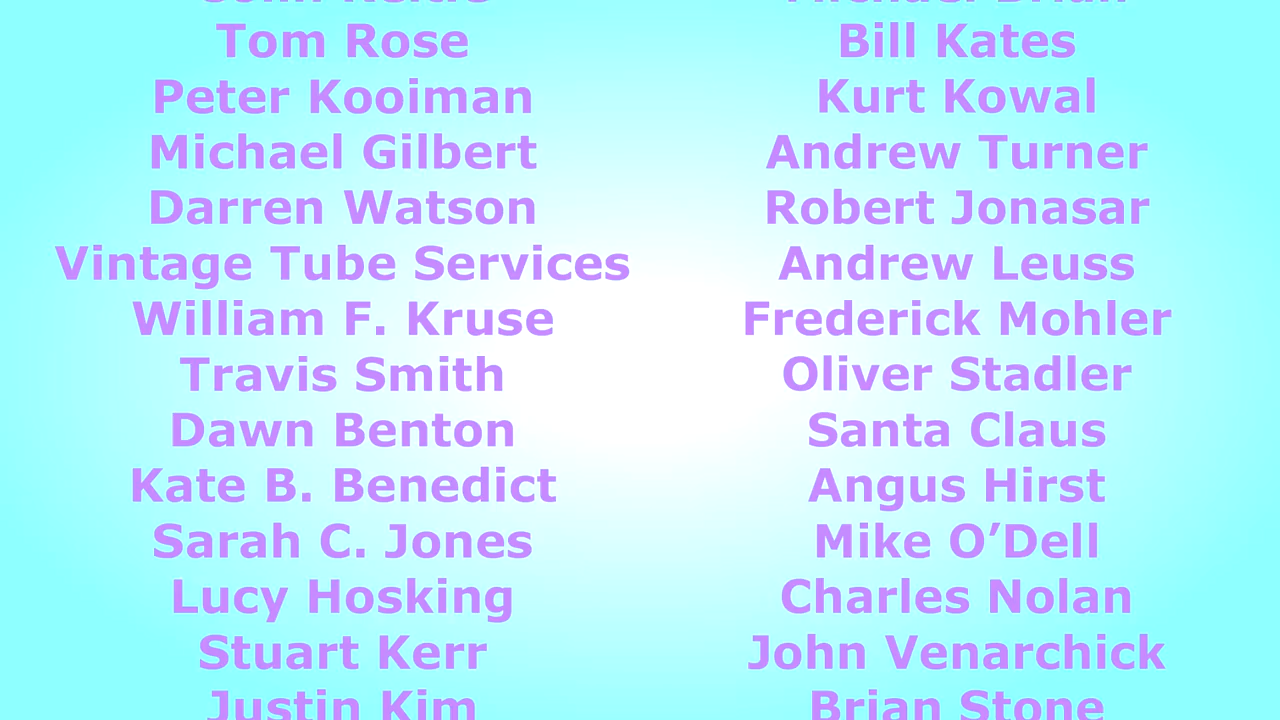 Tom Rose
Bill Kates
Peter Kooiman
Kurt Kowal
Michael Gilbert
Andrew Turner
Darren Watson
Robert Jonasar
Vintage Tube Services
Andrew Leuss
William F. Kruse
Frederick Mohler
Travis Smith
Oliver Stadler
Dawn Benton
Santa Claus
Kate B. Benedict
Angus Hirst
Sarah C. Jones
Mike O’Dell
Lucy Hosking
Charles Nolan
Stuart Kerr
John Venarchick
Justin Kim
Brian Stone